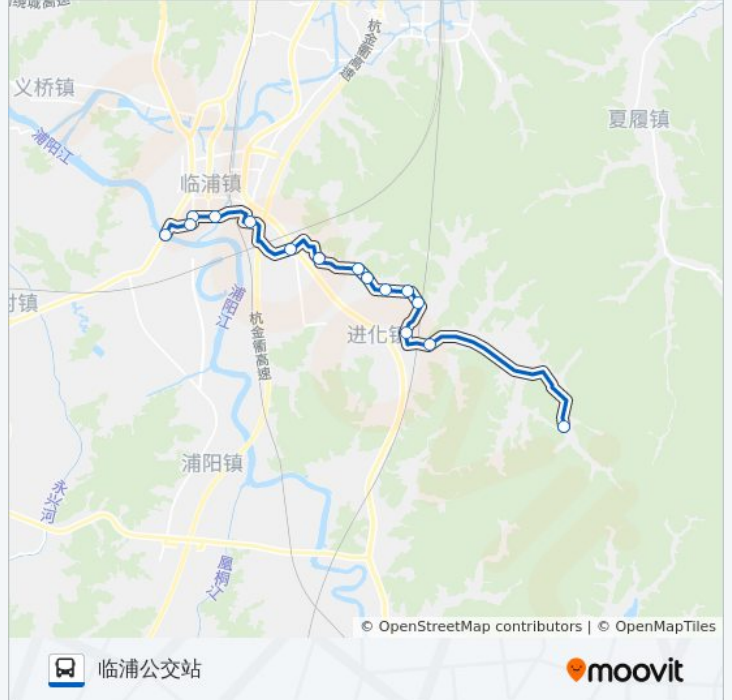 绕城高速
杭金衢高速
义桥镇
夏履镇
浦阳江
临浦镇
浦阳江
村镇
杭金衢高速
进化镇
浦阳镇
永兴河
凰桐江
© OpenStreetMap contributors | © OpenMapTiles
临浦公交站
moovit